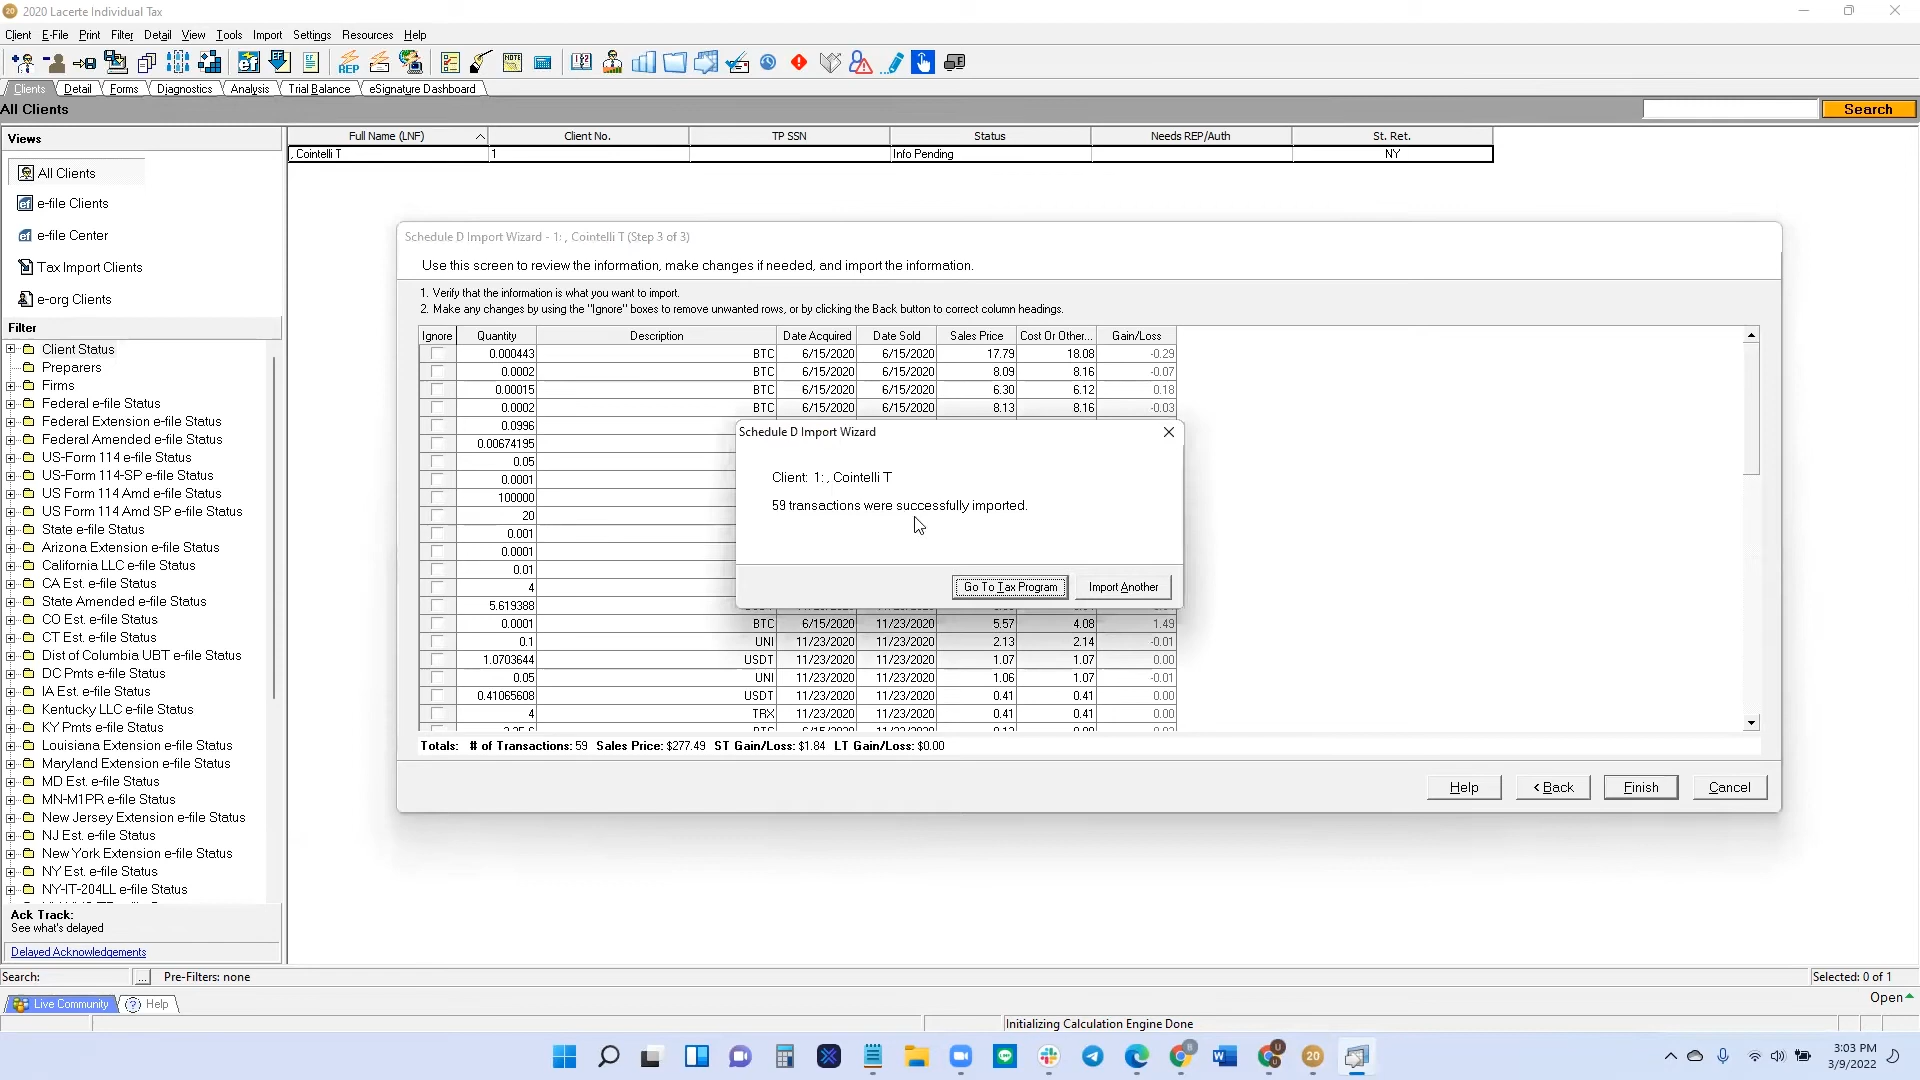 2020 Lacerte Individual Tax
Client E-File Print Filter Detail View Tools Import Settings Resources Help
Clients Detail Forms Diagnostics Analysis Trial Balance eSignature Dashboard
All Clients Search
Views
All Clients
e-file Clients
e-file Center
Tax Import Clients
e-org Clients
Filter
Client Status
Preparers
Firms
Federal e-file Status
Federal Extension e-file Status
Federal Amended e-file Status
US-Form 114 e-file Status
US-Form 114-SP e-file Status
US Form 114 Amd e-file Status
US Form 114 Amd SP e-file Status
State e-file Status
Arizona Extension e-file Status
California LLC e-file Status
CA Est. e-file Status
State Amended e-file Status
CO Est. e-file Status
CT Est. e-file Status
Dist of Columbia UBT e-file Status
DC Pmts e-file Status
IA Est. e-file Status
Kentucky LLC e-file Status
KY Pmts e-file Status
Louisiana Extension e-file Status
Maryland Extension e-file Status
MD Est. e-file Status
MN-M1PR e-file Status
New Jersey Extension e-file Status
NJ Est. e-file Status
New York Extension e-file Status
NY Est. e-file Status
NY-IT-204LL e-file Status
Ack Track:
See what's delayed
Delayed Acknowledgements
Full Name (LNF) Client No. TP SSN Status Needs REP/Auth St. Ret.
, Cointelli T 1 Info Pending NY
Schedule D Import Wizard - 1: , Cointelli T (Step 3 of 3)
Use this screen to review the information, make changes if needed, and import the information.
1. Verify that the information is what you want to import.
2. Make any changes by using the "Ignore" boxes to remove unwanted rows, or by clicking the Back button to correct column headings.
Ignore Quantity Description Date Acquired Date Sold Sales Price Cost Or Other... Gain/Loss
0.000443 BTC 6/15/2020 6/15/2020 17.79 18.08 -0.29
0.0002 BTC 6/15/2020 6/15/2020 8.09 8.16 -0.07
0.00015 BTC 6/15/2020 6/15/2020 6.30 6.12 0.18
0.0002 BTC 6/15/2020 6/15/2020 8.13 8.16 -0.03
0.0996
0.00674195
0.05
0.0001
100000
20
0.001
0.0001
0.01
4
5.619388
0.0001 BTC 6/15/2020 11/23/2020 5.57 4.08 1.49
0.1 UNI 11/23/2020 11/23/2020 2.13 2.14 -0.01
1.0703644 USDT 11/23/2020 11/23/2020 1.07 1.07 0.00
0.05 UNI 11/23/2020 11/23/2020 1.06 1.07 -0.01
0.41065608 USDT 11/23/2020 11/23/2020 0.41 0.41 0.00
4 TRX 11/23/2020 11/23/2020 0.41 0.41 0.00
Totals: # of Transactions: 59 Sales Price: $277.49 ST Gain/Loss: $1.84 LT Gain/Loss: $0.00
Help < Back Finish Cancel
Schedule D Import Wizard
Client: 1: , Cointelli T
59 transactions were successfully imported.
Go To Tax Program Import Another
Search: ... Pre-Filters: none Selected: 0 of 1
Live Community Help Open
Initializing Calculation Engine Done
3:03 PM
3/9/2022